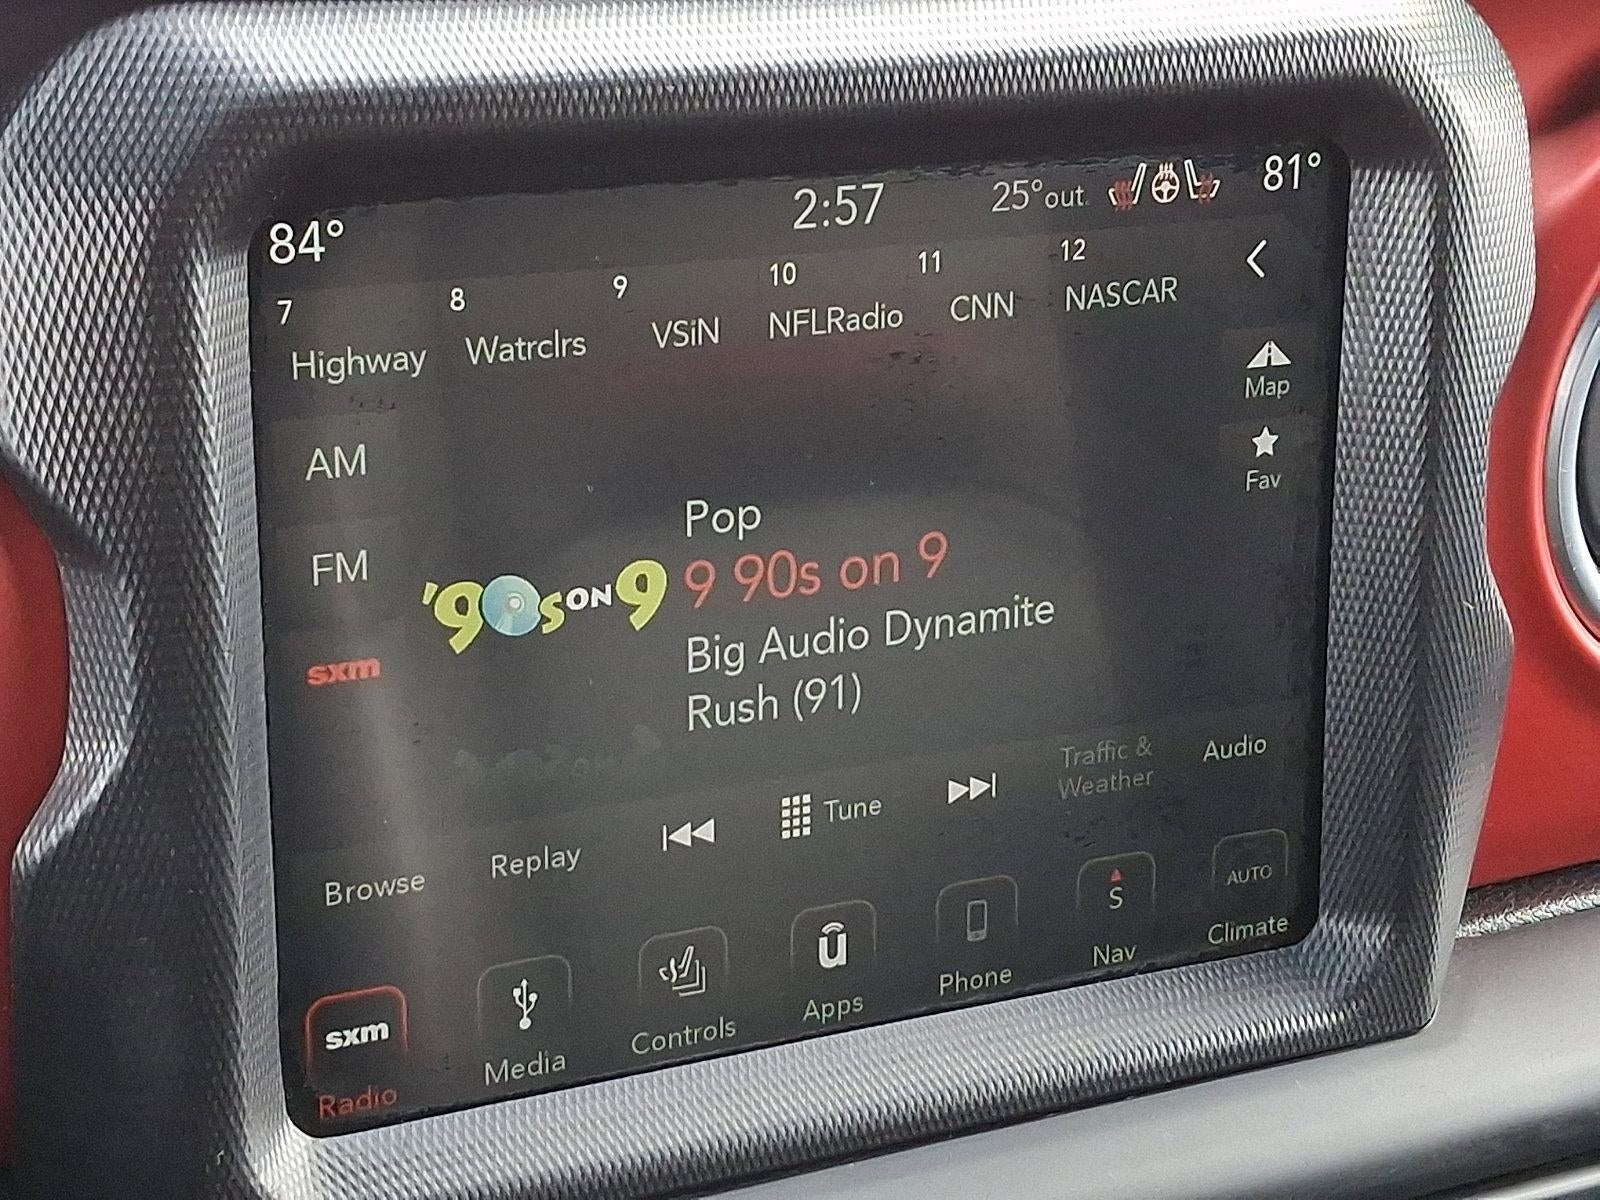 84° 2:57 25°out 81°
7 8 9 10 11 12
Highway Watrclrs VSiN NFLRadio CNN NASCAR
Map
AM
Fav
Pop
FM
'90s ON 9
9 90s on 9
Big Audio Dynamite
sxm
Rush (91)
Browse Replay Tune Traffic & Weather Audio
sxm u S AUTO
Radio Media Controls Apps Phone Nav Climate